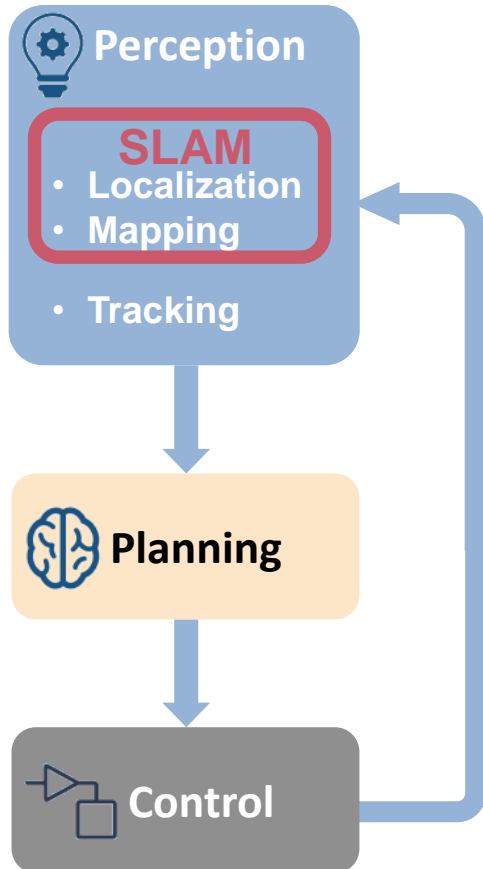 Perception
SLAM
• Localization
• Mapping
• Tracking
Planning
Control